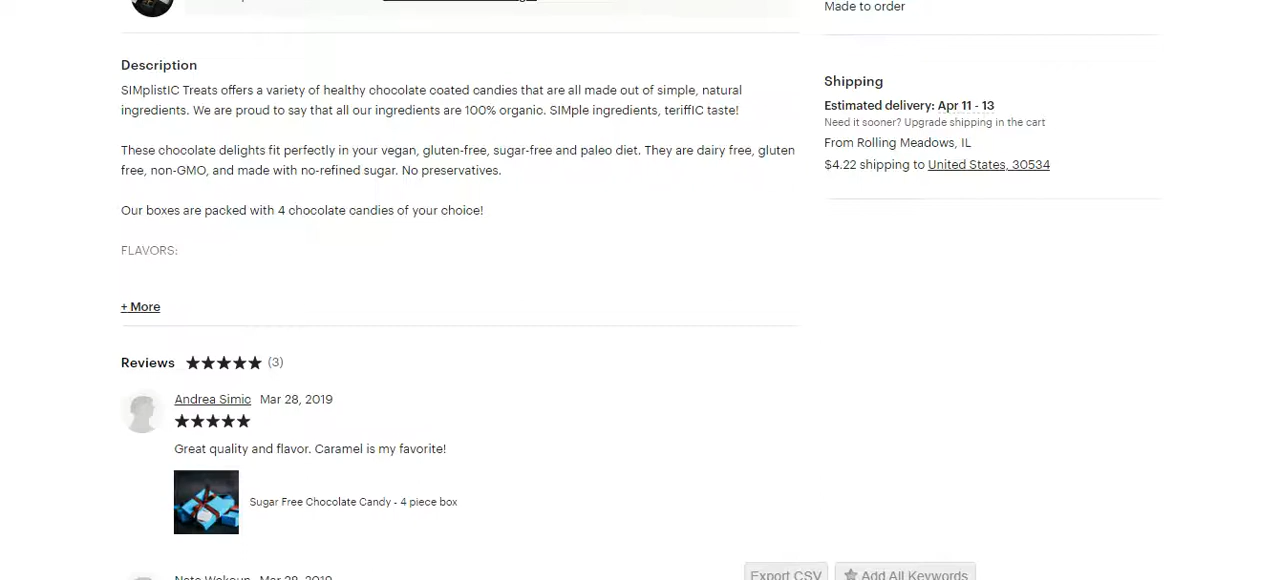 Made to order
Description
SIMplistIC Treats offers a variety of healthy chocolate coated candies that are all made out of simple, natural
ingredients. We are proud to say that all our ingredients are 100% organic. SIMple ingredients, teriffIC taste!
These chocolate delights fit perfectly in your vegan, gluten-free, sugar-free and paleo diet. They are dairy free, gluten
free, non-GMO, and made with no-refined sugar. No preservatives.
Our boxes are packed with 4 chocolate candies of your choice!
FLAVORS:
+ More
Shipping
Estimated delivery: Apr 11 - 13
Need it sooner? Upgrade shipping in the cart
From Rolling Meadows, IL
$4.22 shipping to United States, 30534
Reviews (3)
Andrea Simic Mar 28, 2019
Great quality and flavor. Caramel is my favorite!
Sugar Free Chocolate Candy - 4 piece box
Mar 28, 2019
Export CSV Add All Keywords